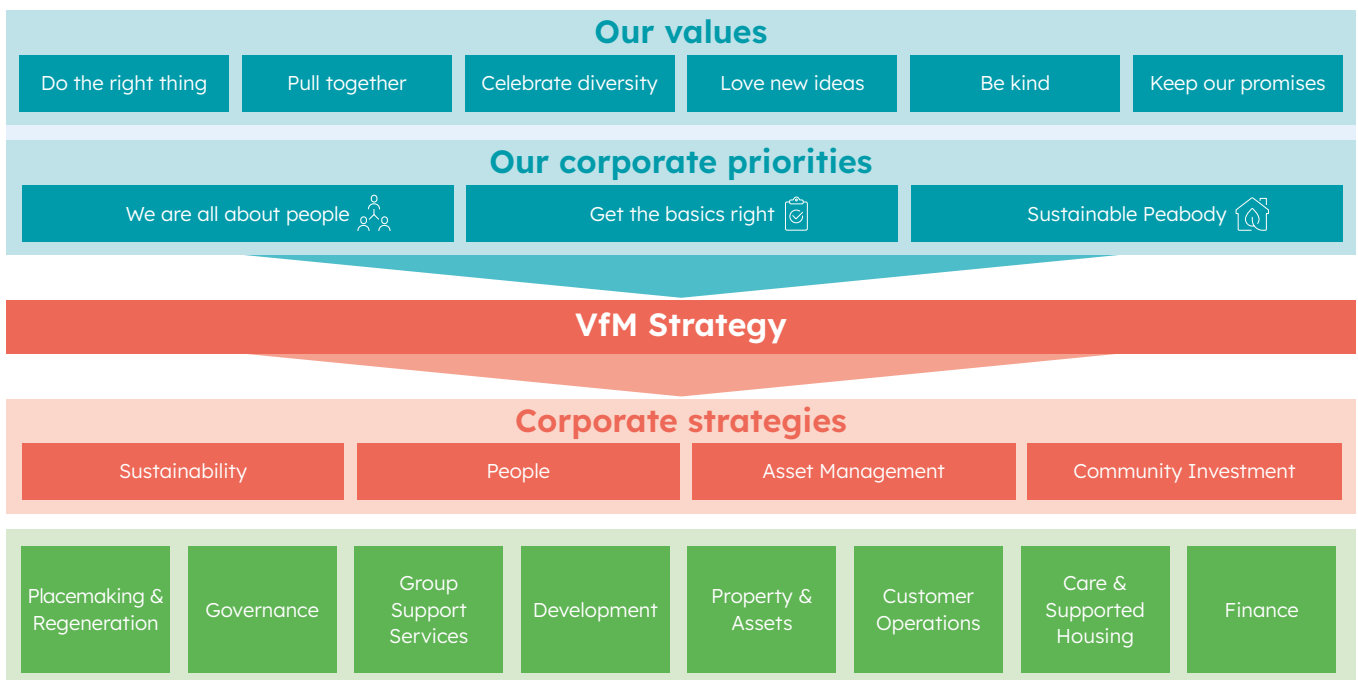 Our values
Do the right thing
Pull together
Celebrate diversity
Love new ideas
Be kind
Keep our promises
Our corporate priorities
We are all about people
Get the basics right
Sustainable Peabody
VfM Strategy
Corporate strategies
Sustainability
People
Asset Management
Community Investment
Placemaking &
Regeneration
Governance
Group
Support
Services
Development
Property &
Assets
Customer
Operations
Care &
Supported
Housing
Finance